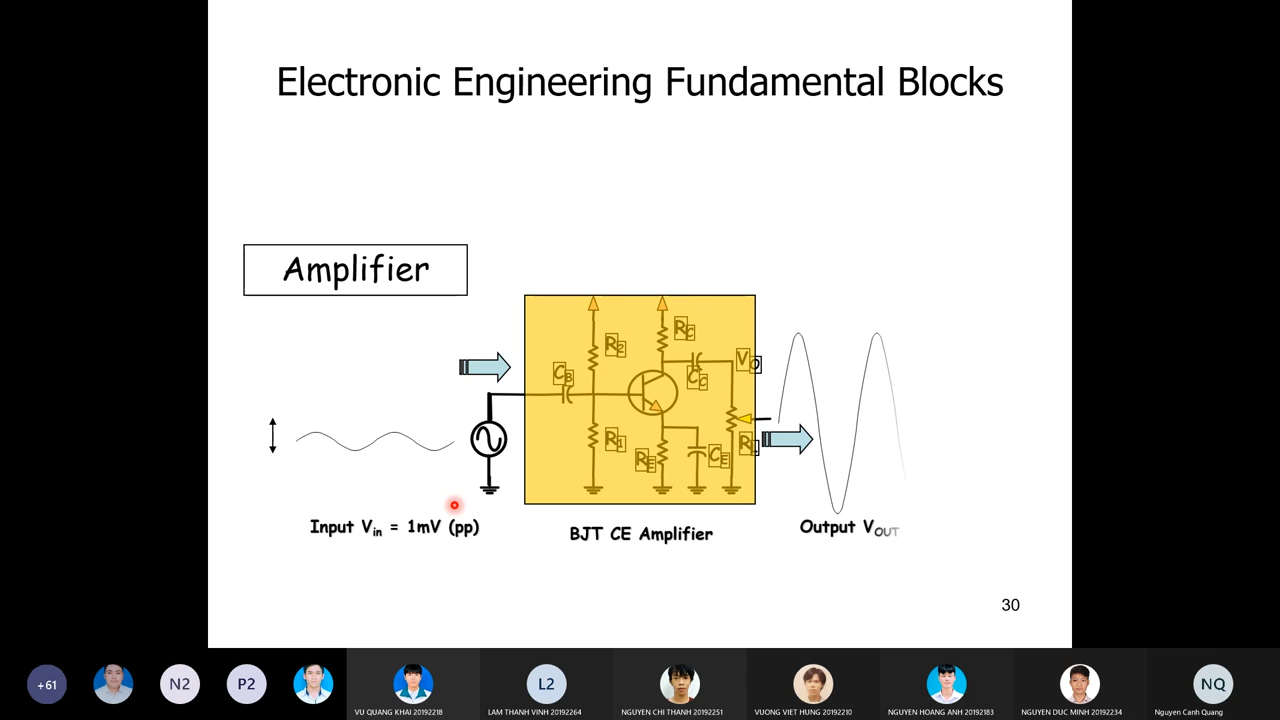 Electronic Engineering Fundamental Blocks
Amplifier
R2
RC
VO
CB
CC
R1
RE
CE
RL
Input Vin = 1mV (pp)
BJT CE Amplifier
Output VOUT
30
+61
N2
P2
VU QUANG KHAI 20192218
L2
LAM THANH VINH 20192264
NGUYEN CHI THANH 20192251
VUONG VIET HUNG 20192210
NGUYEN HOANG ANH 20192183
NGUYEN DUC MINH 20192234
NQ
Nguyen Canh Quang